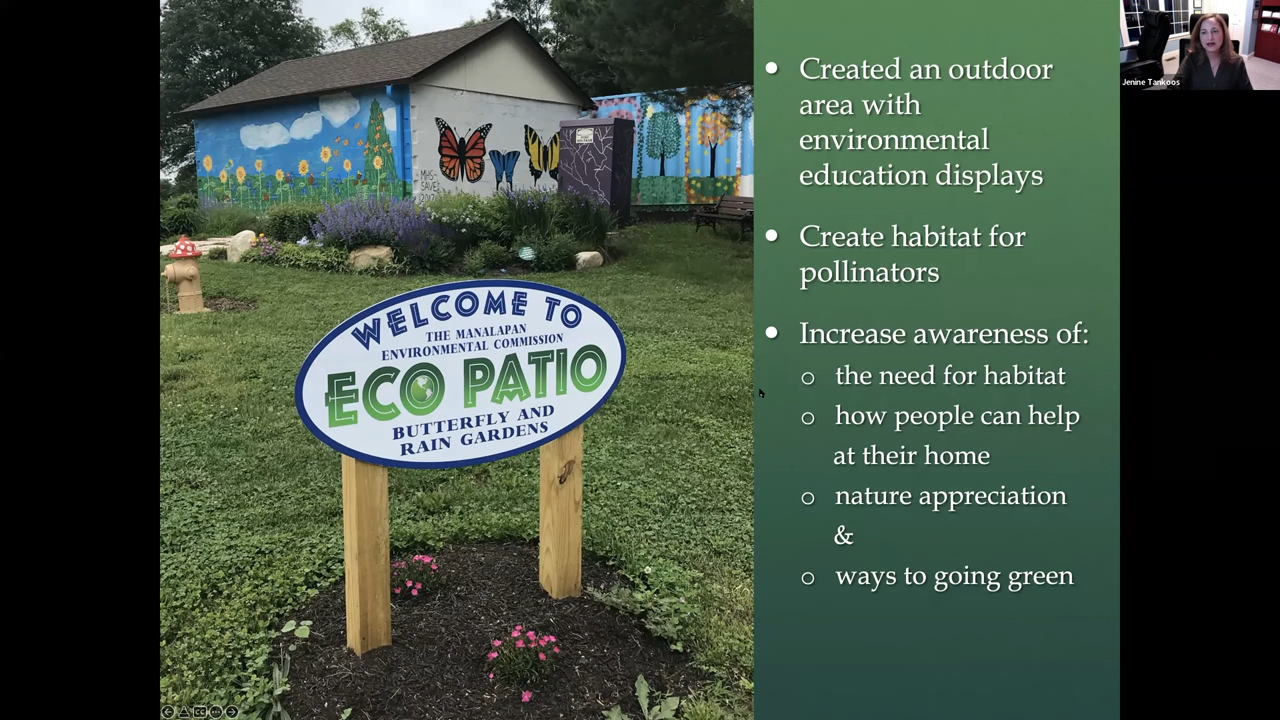 WELCOME TO
THE MANALAPAN
ENVIRONMENTAL COMMISSION
ECO PATIO
BUTTERFLY AND
RAIN GARDENS
MHS
SAVE
• Created an outdoor
area with
environmental
education displays
• Create habitat for
pollinators
• Increase awareness of:
o the need for habitat
o how people can help
at their home
o nature appreciation
&
o ways to going green
Jenine Tankoos